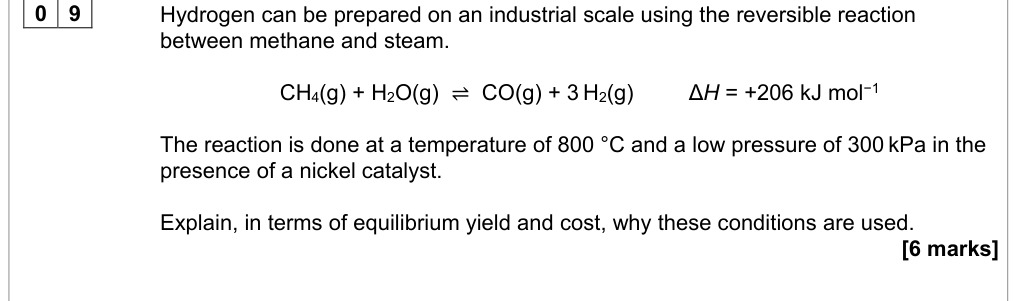 0 9 Hydrogen can be prepared on an industrial scale using the reversible reaction
between methane and steam.
CH₄(g) + H₂O(g) ⇌ CO(g) + 3 H₂(g) ΔH = +206 kJ mol⁻¹
The reaction is done at a temperature of 800 °C and a low pressure of 300 kPa in the
presence of a nickel catalyst.
Explain, in terms of equilibrium yield and cost, why these conditions are used.
[6 marks]